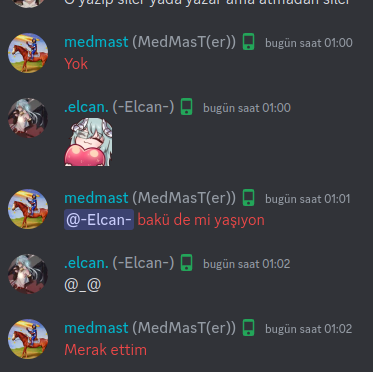 O yazıp siler yada yazar ama atmadan siler
medmast (MedMasT(er)) bugün saat 01:00
Yok
.elcan. (-Elcan-) bugün saat 01:00
medmast (MedMasT(er)) bugün saat 01:01
@-Elcan- bakü de mi yaşıyon
.elcan. (-Elcan-) bugün saat 01:02
@_@
medmast (MedMasT(er)) bugün saat 01:02
Merak ettim